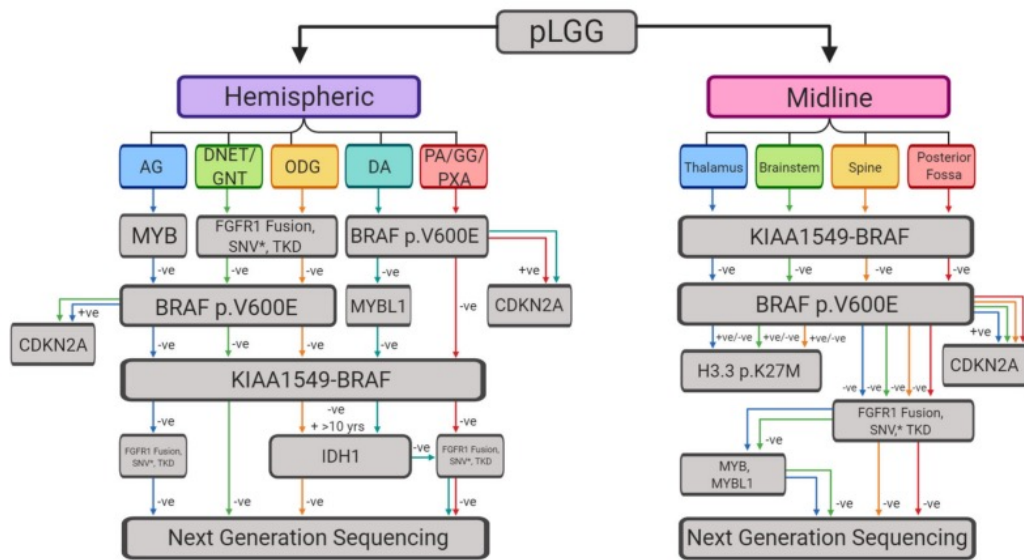 pLGG
Hemispheric
Midline
AG
DNET/
GNT
ODG
DA
PA/GG/
PXA
Thalamus
Brainstem
Spine
Posterior
Fossa
MYB
FGFR1 Fusion,
SNV*, TKD
BRAF p.V600E
KIAA1549-BRAF
-ve
-ve
-ve
-ve
-ve
+ve
-ve
-ve
-ve
-ve
+ve
BRAF p.V600E
MYBL1
CDKN2A
BRAF p.V600E
CDKN2A
-ve
-ve
-ve
-ve
+ve/-ve
+ve/-ve
+ve/-ve
+ve
CDKN2A
KIAA1549-BRAF
H3.3 p.K27M
-ve
-ve
-ve
-ve
-ve
-ve
-ve
+ >10 yrs
-ve
FGFR1 Fusion,
SNV,* TKD
FGFR1 Fusion,
SNV*, TKD
IDH1
-ve
FGFR1 Fusion,
SNV*, TKD
-ve
MYB,
MYBL1
-ve
-ve
-ve
-ve
-ve
-ve
-ve
Next Generation Sequencing
Next Generation Sequencing